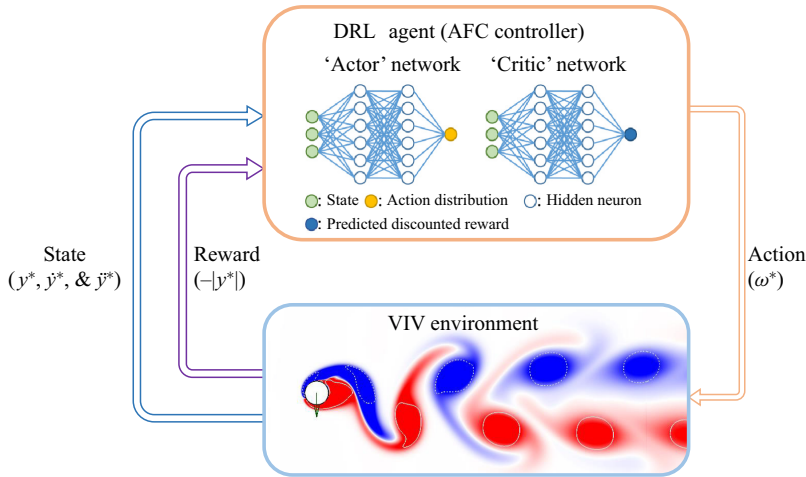 DRL agent (AFC controller)
'Actor' network
'Critic' network
: State : Action distribution : Hidden neuron
: Predicted discounted reward
State
(y*, ẏ*, & ÿ*)
Reward
(–|y*|)
Action
(ω*)
VIV environment